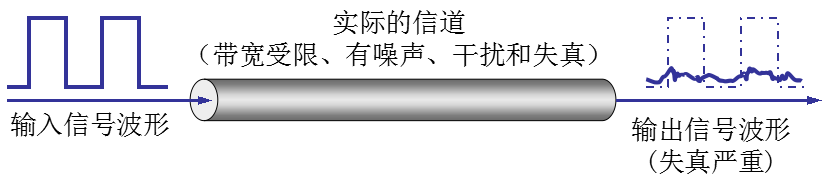 实际的信道
（带宽受限、有噪声、干扰和失真）
输入信号波形
输出信号波形
(失真严重)